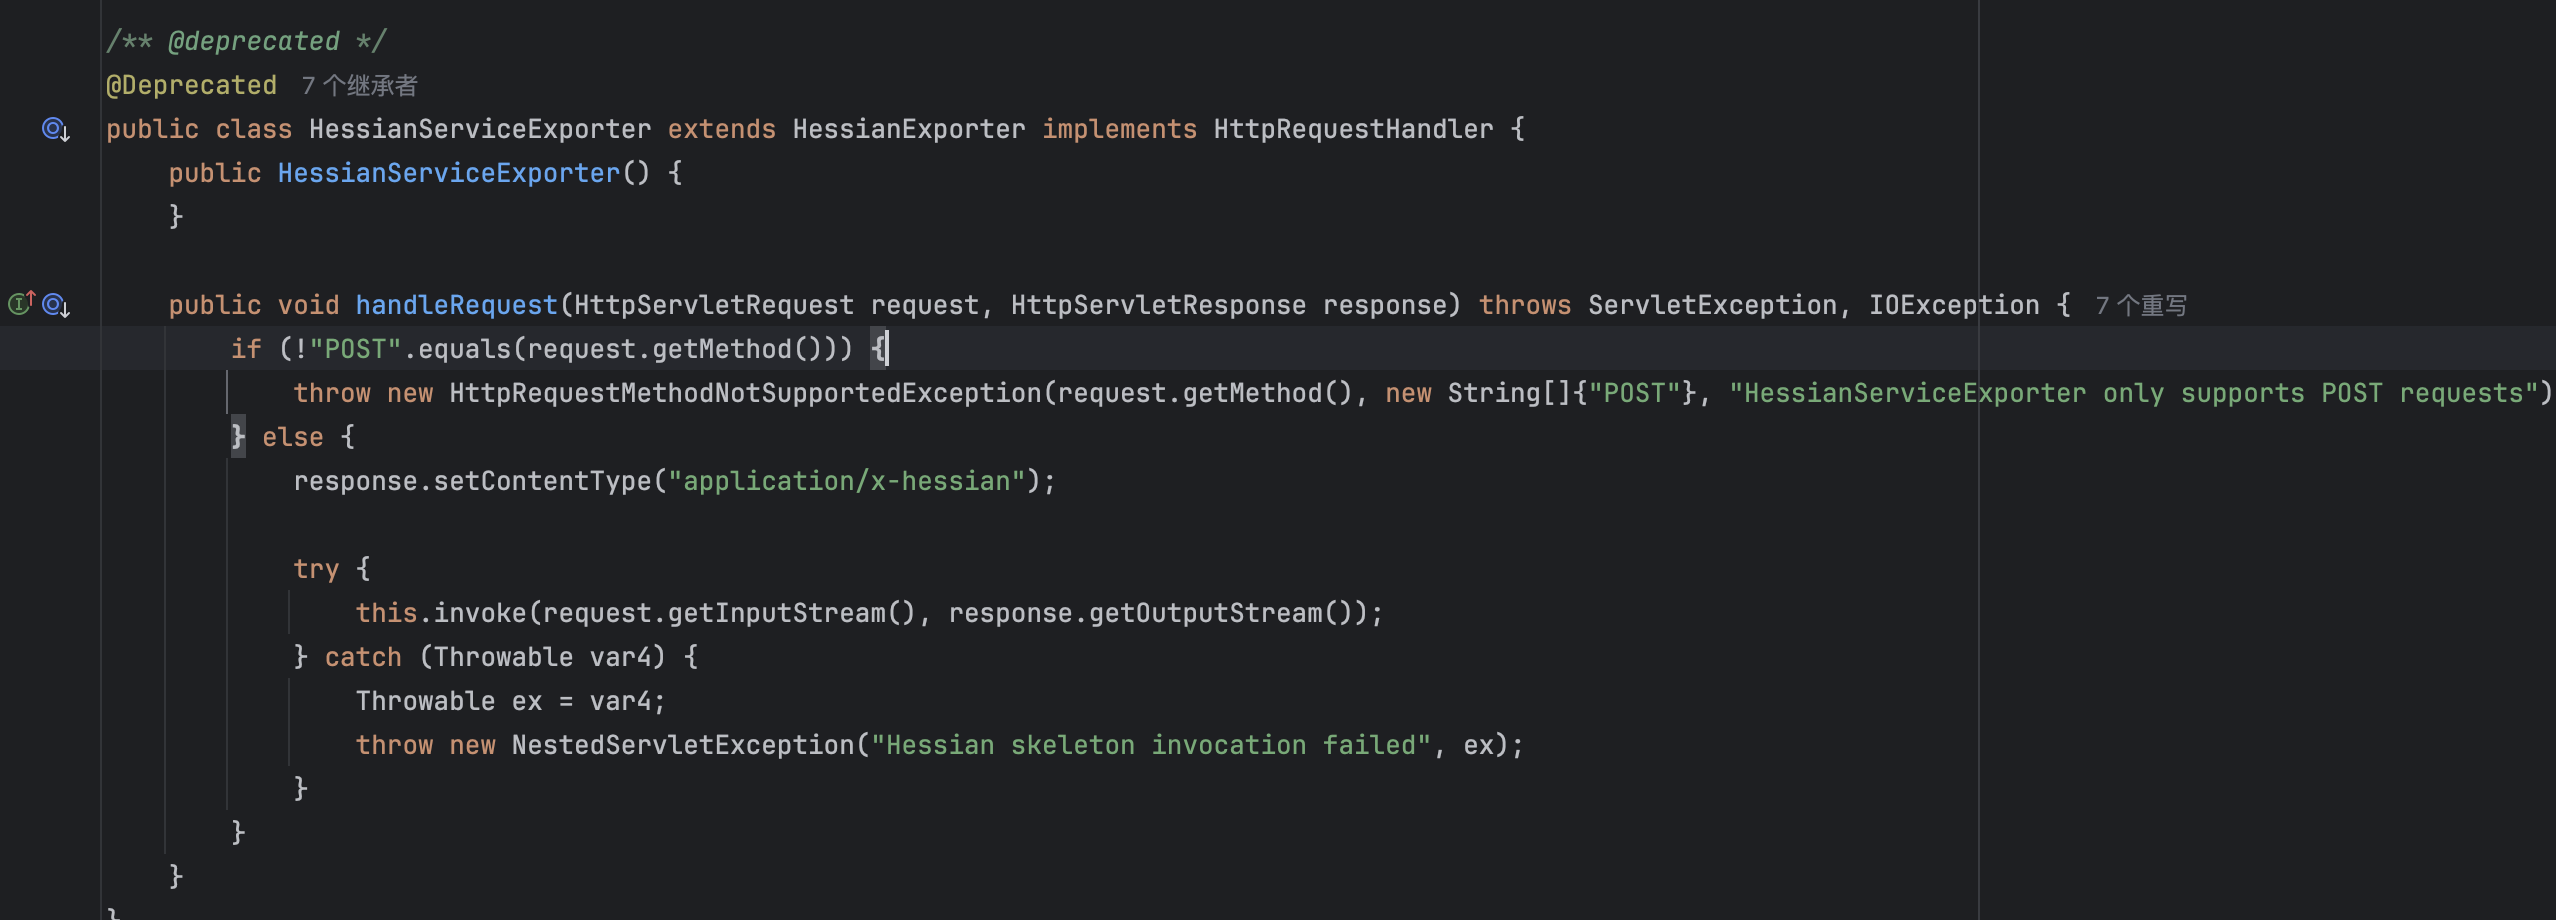 /** @deprecated */
@Deprecated 7 个继承者
public class HessianServiceExporter extends HessianExporter implements HttpRequestHandler {
    public HessianServiceExporter() {
    }

    public void handleRequest(HttpServletRequest request, HttpServletResponse response) throws ServletException, IOException { 7 个重写
        if (!"POST".equals(request.getMethod())) {
            throw new HttpRequestMethodNotSupportedException(request.getMethod(), new String[]{"POST"}, "HessianServiceExporter only supports POST requests")
        } else {
            response.setContentType("application/x-hessian");

            try {
                this.invoke(request.getInputStream(), response.getOutputStream());
            } catch (Throwable var4) {
                Throwable ex = var4;
                throw new NestedServletException("Hessian skeleton invocation failed", ex);
            }
        }
    }
}